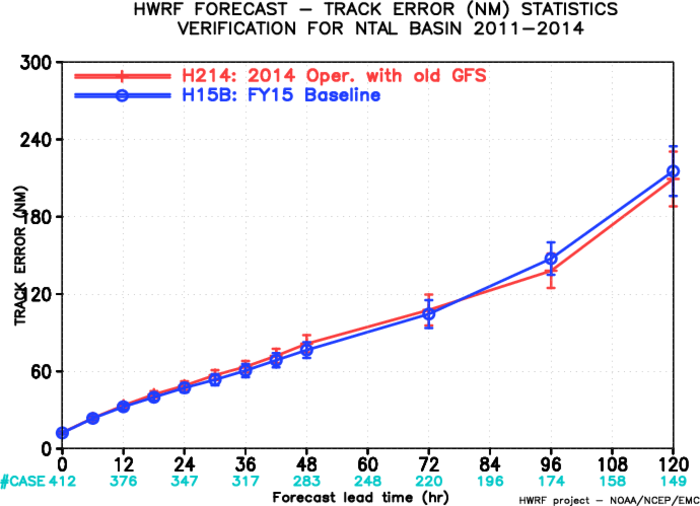 HWRF FORECAST – TRACK ERROR (NM) STATISTICS
VERIFICATION FOR NTAL BASIN 2011–2014
H214: 2014 Oper. with old GFS
H15B: FY15 Baseline
TRACK ERROR (NM)
300
240
180
120
60
0
0 12 24 36 48 60 72 84 96 108 120
#CASE 412 376 347 317 283 248 220 196 174 158 149
Forecast lead time (hr)
HWRF project – NOAA/NCEP/EMC